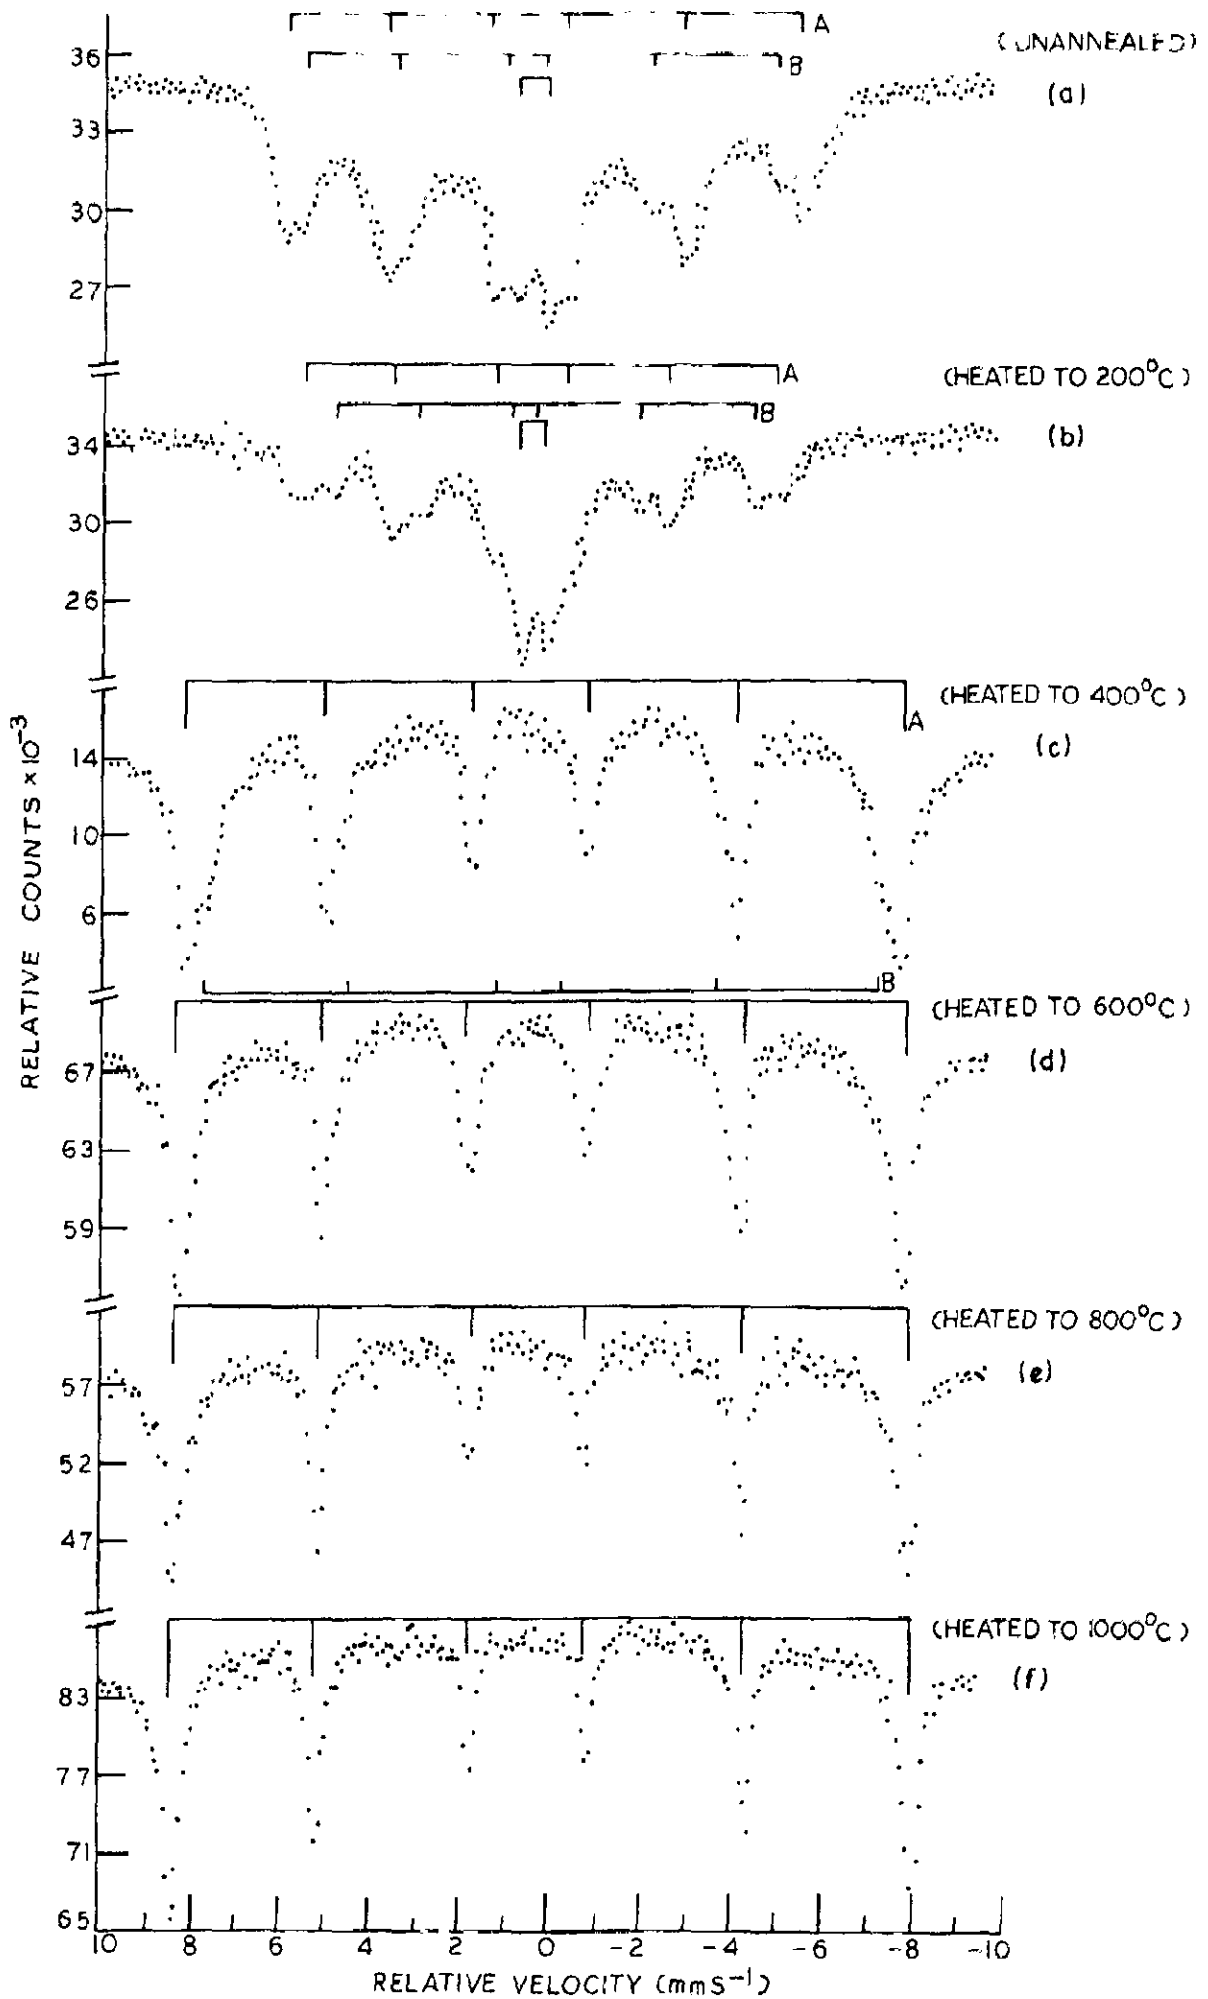 A
(UNANNEALED)
36
B
(a)
33
30
27
A
(HEATED TO 200°C)
B
(b)
34
30
26
(HEATED TO 400°C)
A
(c)
14
10
6
B
(HEATED TO 600°C)
(d)
67
63
59
(HEATED TO 800°C)
(e)
57
52
47
(HEATED TO 1000°C)
(f)
83
77
71
65
10 8 6 4 2 0 -2 -4 -6 -8 -10
RELATIVE VELOCITY (mmS⁻¹)
RELATIVE COUNTS × 10⁻³